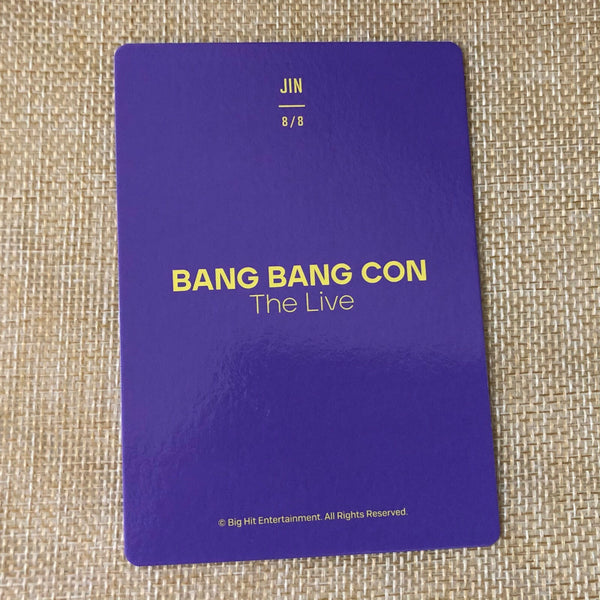 JIN
8/8
BANG BANG CON
The Live
© Big Hit Entertainment. All Rights Reserved.